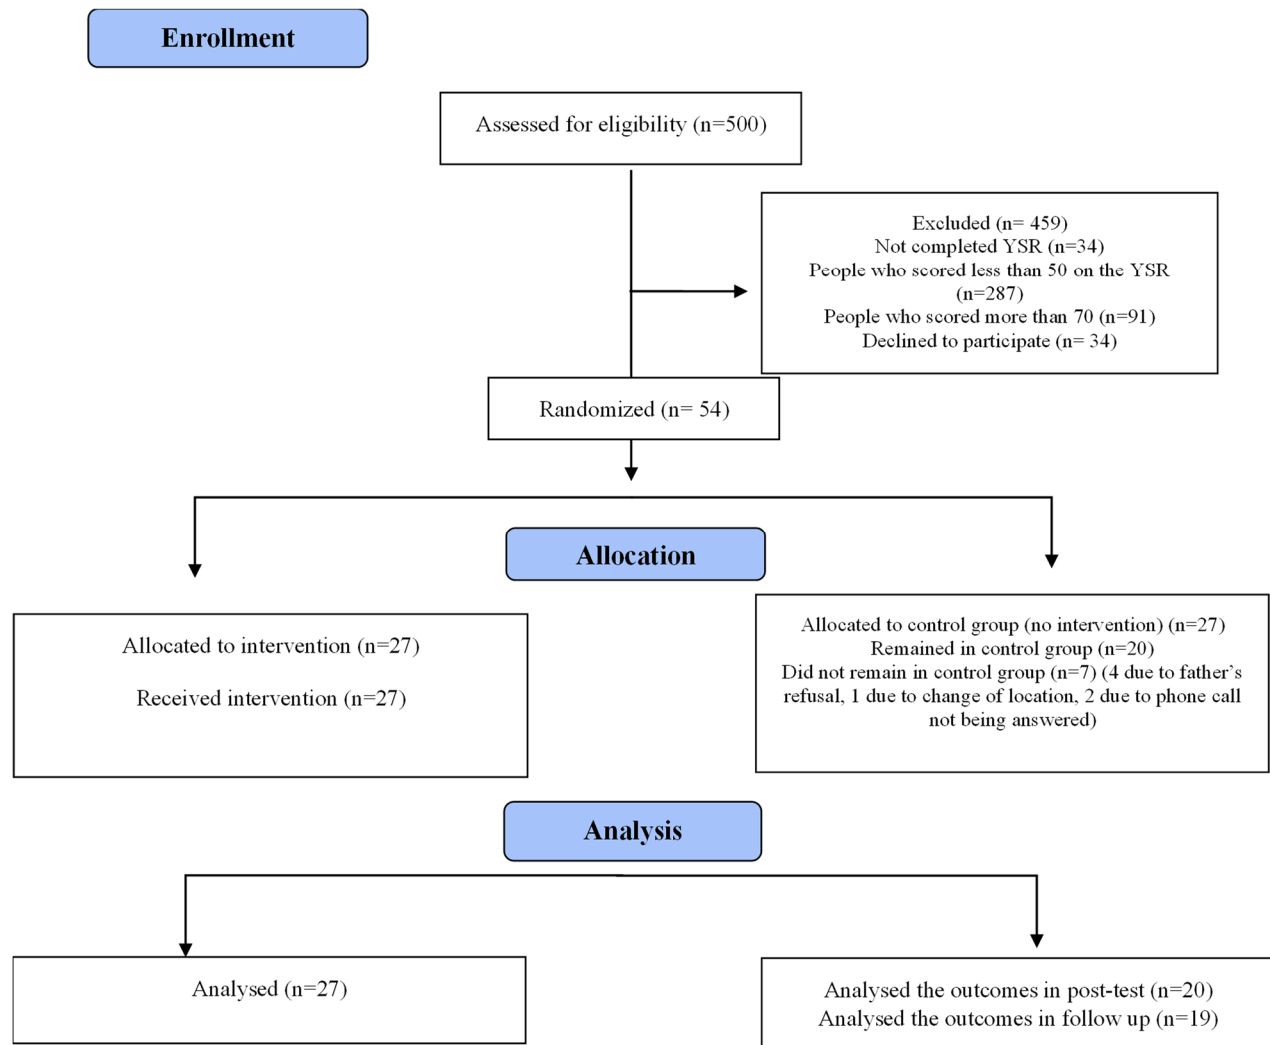 Enrollment
Assessed for eligibility (n=500)
Excluded (n= 459)
Not completed YSR (n=34)
People who scored less than 50 on the YSR
(n=287)
People who scored more than 70 (n=91)
Declined to participate (n= 34)
Randomized (n= 54)
Allocation
Allocated to intervention (n=27)
Received intervention (n=27)
Allocated to control group (no intervention) (n=27)
Remained in control group (n=20)
Did not remain in control group (n=7) (4 due to father’s
refusal, 1 due to change of location, 2 due to phone call
not being answered)
Analysis
Analysed (n=27)
Analysed the outcomes in post-test (n=20)
Analysed the outcomes in follow up (n=19)